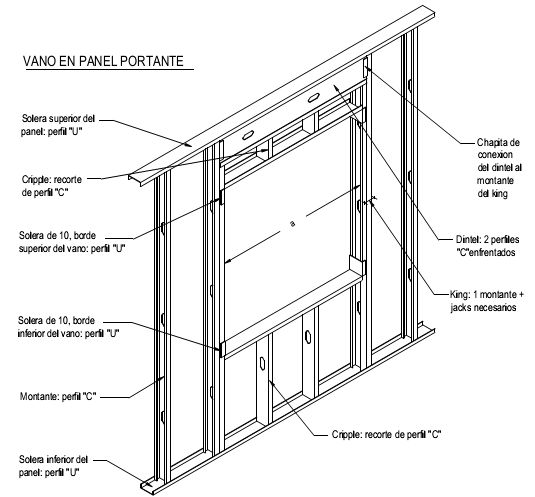 VANO EN PANEL PORTANTE
Solera superior del
panel: perfil "U"
Cripple: recorte
de perfil "C"
Solera de 10, borde
superior del vano: perfil "U"
Solera de 10, borde
inferior del vano: perfil "U"
Montante: perfil "C"
Solera inferior del
panel: perfil "U"
a
Chapita de
conexion
del dintel al
montante
del king
Dintel: 2 perfiles
"C"enfrentados
King: 1 montante +
jacks necesarios
Cripple: recorte de perfil "C"